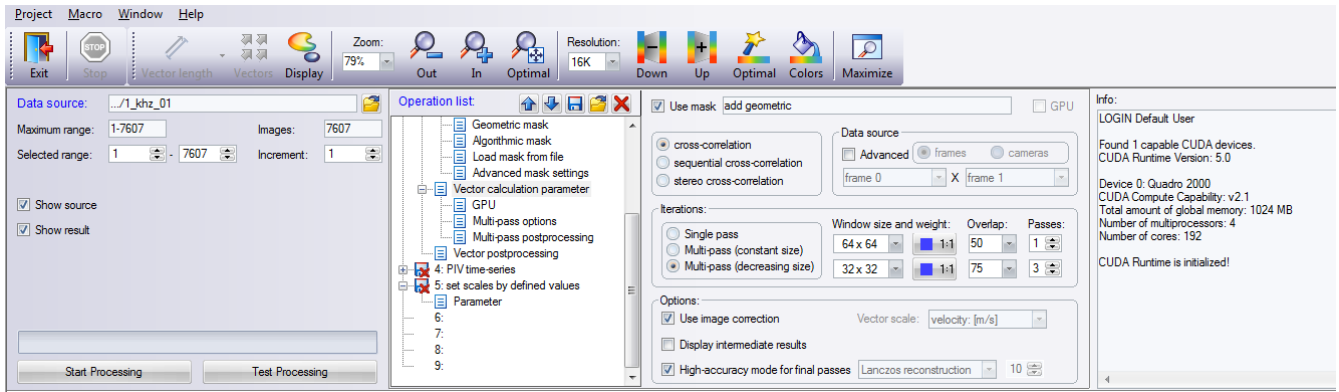 Project Macro Window Help
Exit Stop Vector length Vectors Display Zoom: 79% Out In Optimal Resolution: 16K Down Up Optimal Colors Maximize
Data source: .../1_khz_01
Maximum range: 1-7607 Images: 7607
Selected range: 1 - 7607 Increment: 1
Show source
Show result
Start Processing Test Processing
Operation list:
Geometric mask
Algorithmic mask
Load mask from file
Advanced mask settings
Vector calculation parameter
GPU
Multi-pass options
Multi-pass postprocessing
Vector postprocessing
4: PIV time-series
5: set scales by defined values
Parameter
6:
7:
8:
9:
Use mask add geometric GPU
cross-correlation
sequential cross-correlation
stereo cross-correlation
Data source
Advanced frames cameras
frame 0 X frame 1
Iterations:
Single pass
Multi-pass (constant size)
Multi-pass (decreasing size)
Window size and weight: Overlap: Passes:
64 x 64 1:1 50 1
32 x 32 1:1 75 3
Options:
Use image correction Vector scale: velocity: [m/s]
Display intermediate results
High-accuracy mode for final passes Lanczos reconstruction 10
Info:
LOGIN Default User
Found 1 capable CUDA devices.
CUDA Runtime Version: 5.0
Device 0: Quadro 2000
CUDA Compute Capability: v2.1
Total amount of global memory: 1024 MB
Number of multiprocessors: 4
Number of cores: 192
CUDA Runtime is initialized!